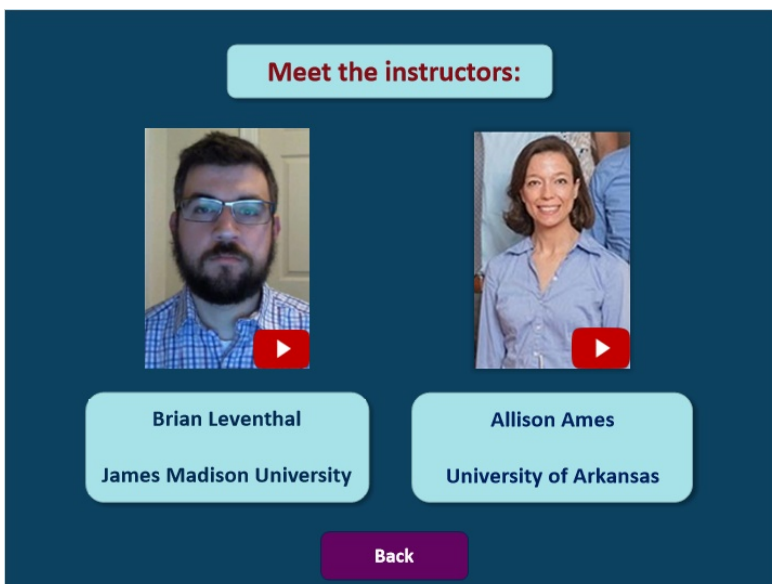 Meet the instructors:
Brian Leventhal
James Madison University
Allison Ames
University of Arkansas
Back